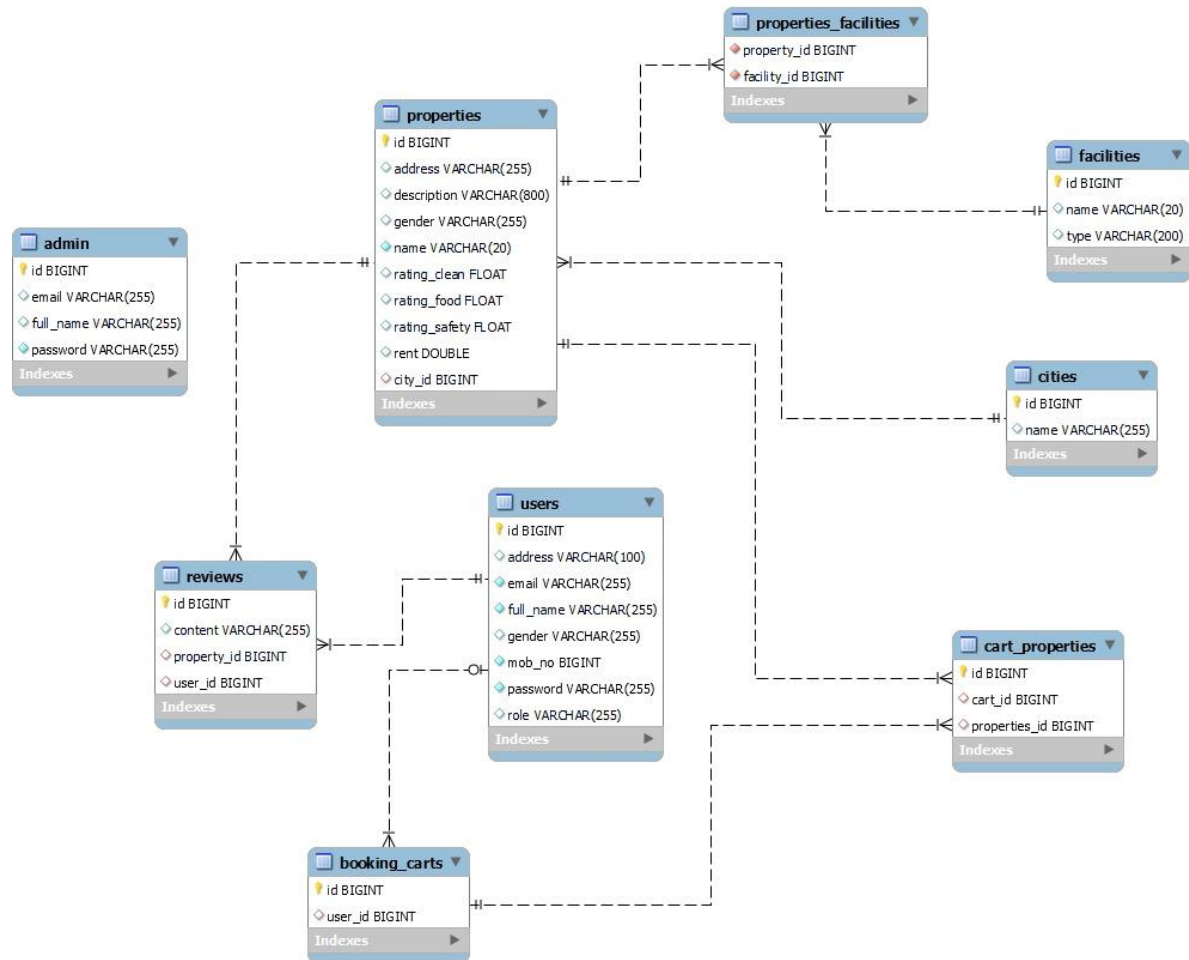 properties_facilities
property_id BIGINT
facility_id BIGINT
Indexes
properties
id BIGINT
address VARCHAR(255)
description VARCHAR(800)
gender VARCHAR(255)
name VARCHAR(20)
rating_clean FLOAT
rating_food FLOAT
rating_safety FLOAT
rent DOUBLE
city_id BIGINT
Indexes
facilities
id BIGINT
name VARCHAR(20)
type VARCHAR(200)
Indexes
admin
id BIGINT
email VARCHAR(255)
full_name VARCHAR(255)
password VARCHAR(255)
Indexes
cities
id BIGINT
name VARCHAR(255)
Indexes
users
id BIGINT
address VARCHAR(100)
email VARCHAR(255)
full_name VARCHAR(255)
gender VARCHAR(255)
mob_no BIGINT
password VARCHAR(255)
role VARCHAR(255)
Indexes
reviews
id BIGINT
content VARCHAR(255)
property_id BIGINT
user_id BIGINT
Indexes
cart_properties
id BIGINT
cart_id BIGINT
properties_id BIGINT
Indexes
booking_carts
id BIGINT
user_id BIGINT
Indexes